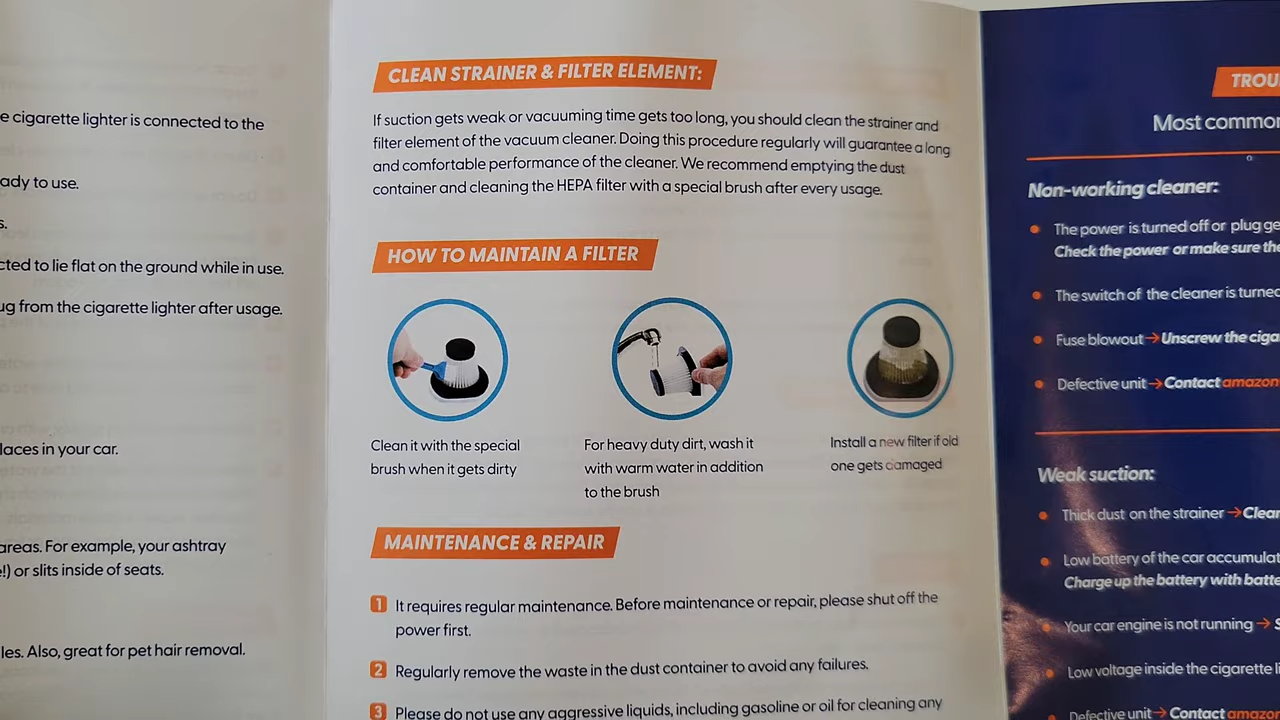 e cigarette lighter is connected to the
ady to use.
s.
cted to lie flat on the ground while in use.
ug from the cigarette lighter after usage.
laces in your car.
areas. For example, your ashtray
e!) or slits inside of seats.
les. Also, great for pet hair removal.
CLEAN STRAINER & FILTER ELEMENT:
If suction gets weak or vacuuming time gets too long, you should clean the strainer and
filter element of the vacuum cleaner. Doing this procedure regularly will guarantee a long
and comfortable performance of the cleaner. We recommend emptying the dust
container and cleaning the HEPA filter with a special brush after every usage.
HOW TO MAINTAIN A FILTER
Clean it with the special
brush when it gets dirty
For heavy duty dirt, wash it
with warm water in addition
to the brush
Install a new filter if old
one gets damaged
MAINTENANCE & REPAIR
1 It requires regular maintenance. Before maintenance or repair, please shut off the
power first.
2 Regularly remove the waste in the dust container to avoid any failures.
3 Please do not use any aggressive liquids, including gasoline or oil for cleaning any
TROU
Most common
Non-working cleaner:
• The power is turned off or plug ge
Check the power or make sure the
• The switch of the cleaner is turned
• Fuse blowout → Unscrew the ciga
• Defective unit → Contact amazon
Weak suction:
• Thick dust on the strainer → Clean
• Low battery of the car accumulat
Charge up the battery with batte
• Your car engine is not running → S
• Low voltage inside the cigarette li
• Defective unit → Contact amazon